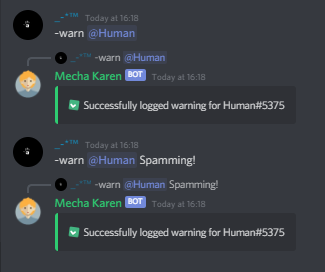 _-*™ Today at 16:18
-warn @Human
_-*™ -warn @Human
Mecha Karen BOT Today at 16:18
Successfully logged warning for Human#5375
_-*™ Today at 16:18
-warn @Human Spamming!
_-*™ -warn @Human Spamming!
Mecha Karen BOT Today at 16:18
Successfully logged warning for Human#5375